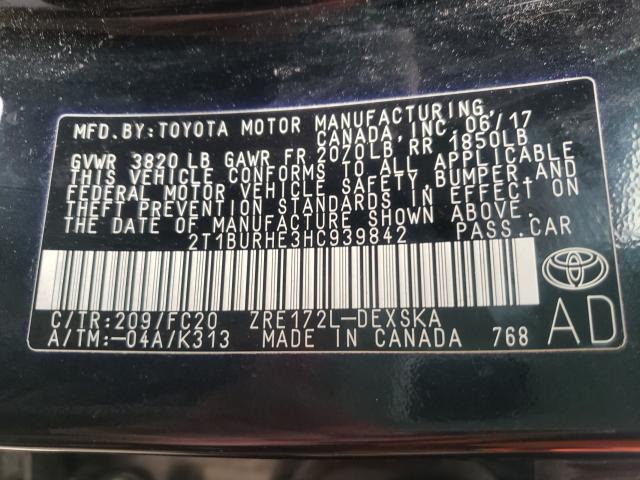 MFD.BY:TOYOTA MOTOR MANUFACTURING,
CANADA,INC.06/17
GVWR 3820 LB GAWR FR.2070LB,RR 1850LB
THIS VEHICLE CONFORMS TO ALL APPLICABLE
FEDERAL MOTOR VEHICLE SAFETY,BUMPER,AND
THEFT PREVENTION STANDARDS IN EFFECT ON
THE DATE OF MANUFACTURE SHOWN ABOVE.
2T1BURHE3HC939842 PASS.CAR
C/TR:209/FC20 ZRE172L-DEXSKA
A/TM:-04A/K313 MADE IN CANADA 768
AD